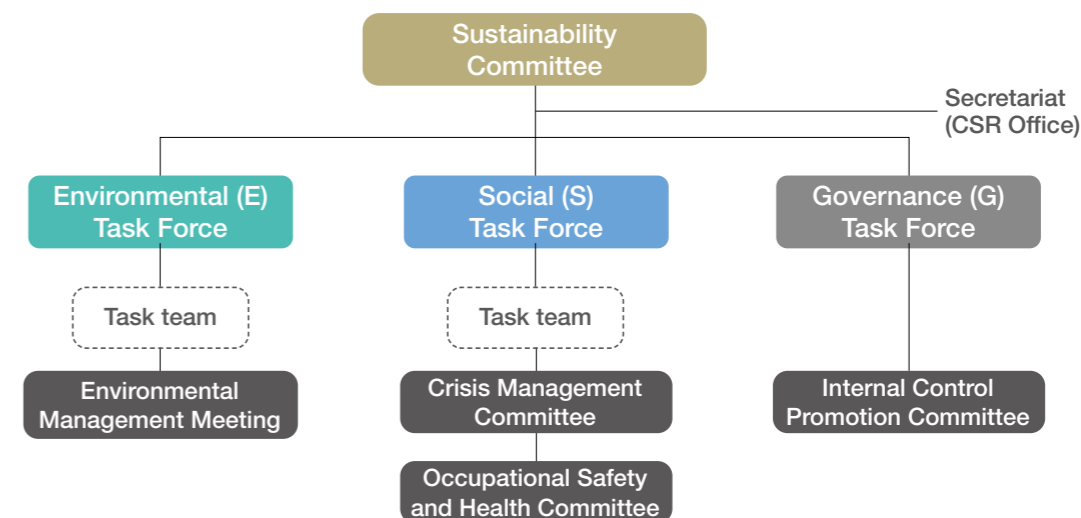 Sustainability
Committee
Secretariat
(CSR Office)
Environmental (E)
Task Force
Social (S)
Task Force
Governance (G)
Task Force
Task team
Task team
Environmental
Management Meeting
Crisis Management
Committee
Internal Control
Promotion Committee
Occupational Safety
and Health Committee